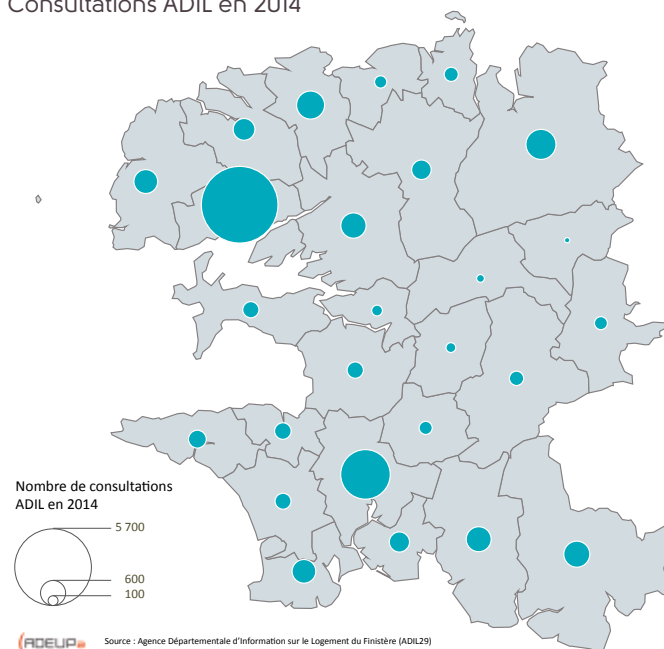 Consultations ADIL en 2014
Nombre de consultations
ADIL en 2014
5 700
600
100
ADEUP
Source : Agence Départementale d'Information sur le Logement du Finistère (ADIL29)